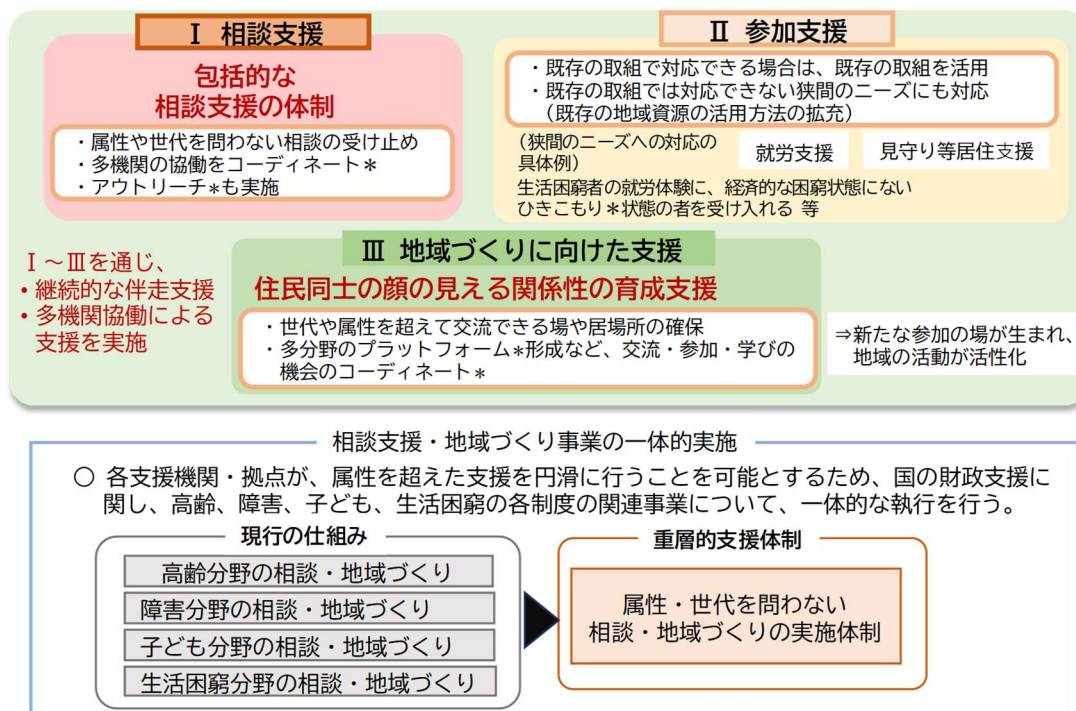 Ⅰ 相談支援
包括的な
相談支援の体制
・属性や世代を問わない相談の受け止め
・多機関の協働をコーディネート＊
・アウトリーチ＊も実施
Ⅱ 参加支援
・既存の取組で対応できる場合は、既存の取組を活用
・既存の取組では対応できない狭間のニーズにも対応
（既存の地域資源の活用方法の拡充）
（狭間のニーズへの対応の
具体例）
就労支援
見守り等居住支援
生活困窮者の就労体験に、経済的な困窮状態にない
ひきこもり＊状態の者を受け入れる 等
Ⅰ～Ⅲを通じ、
・継続的な伴走支援
・多機関協働による
支援を実施
Ⅲ 地域づくりに向けた支援
住民同士の顔の見える関係性の育成支援
・世代や属性を超えて交流できる場や居場所の確保
・多分野のプラットフォーム＊形成など、交流・参加・学びの
機会のコーディネート＊
⇒新たな参加の場が生まれ、
地域の活動が活性化
相談支援・地域づくり事業の一体的実施
〇 各支援機関・拠点が、属性を超えた支援を円滑に行うことを可能とするため、国の財政支援に
関し、高齢、障害、子ども、生活困窮の各制度の関連事業について、一体的な執行を行う。
現行の仕組み
高齢分野の相談・地域づくり
障害分野の相談・地域づくり
子ども分野の相談・地域づくり
生活困窮分野の相談・地域づくり
重層的支援体制
属性・世代を問わない
相談・地域づくりの実施体制